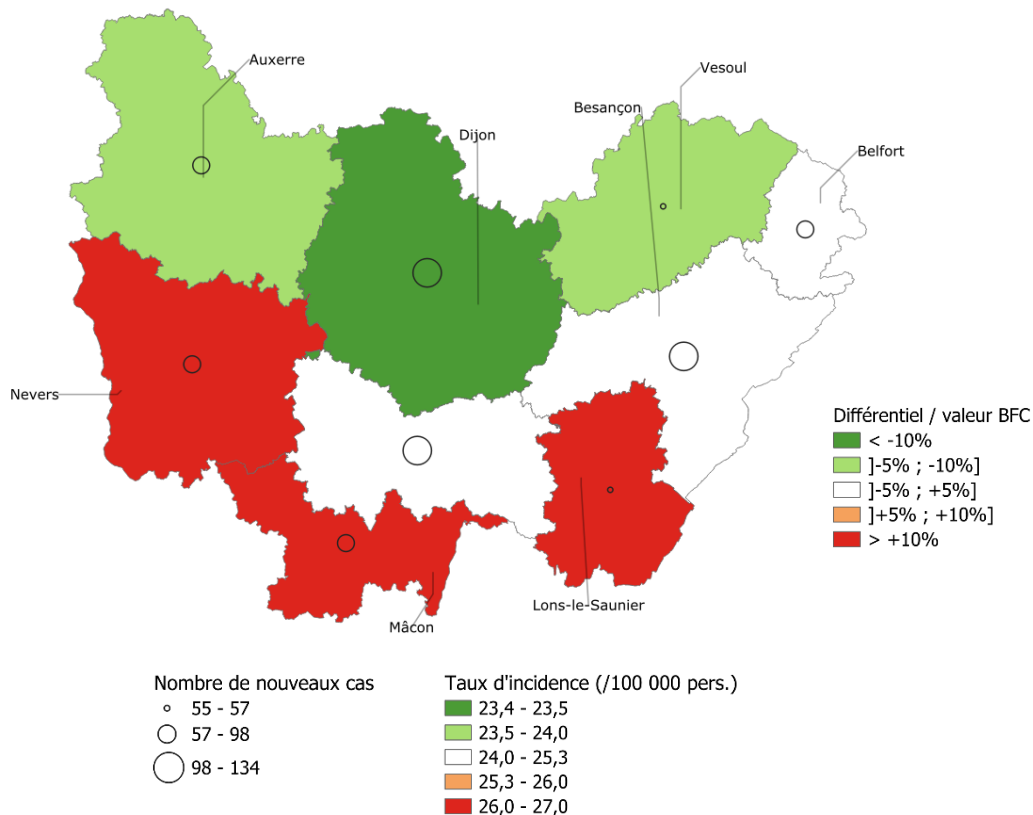 Auxerre
Vesoul
Besançon
Dijon
Belfort
Nevers
Lons-le-Saunier
Mâcon
Différentiel / valeur BFC
< -10%
]-5% ; -10%]
]-5% ; +5%]
]+5% ; +10%]
> +10%
Nombre de nouveaux cas
55 - 57
57 - 98
98 - 134
Taux d'incidence (/100 000 pers.)
23,4 - 23,5
23,5 - 24,0
24,0 - 25,3
25,3 - 26,0
26,0 - 27,0